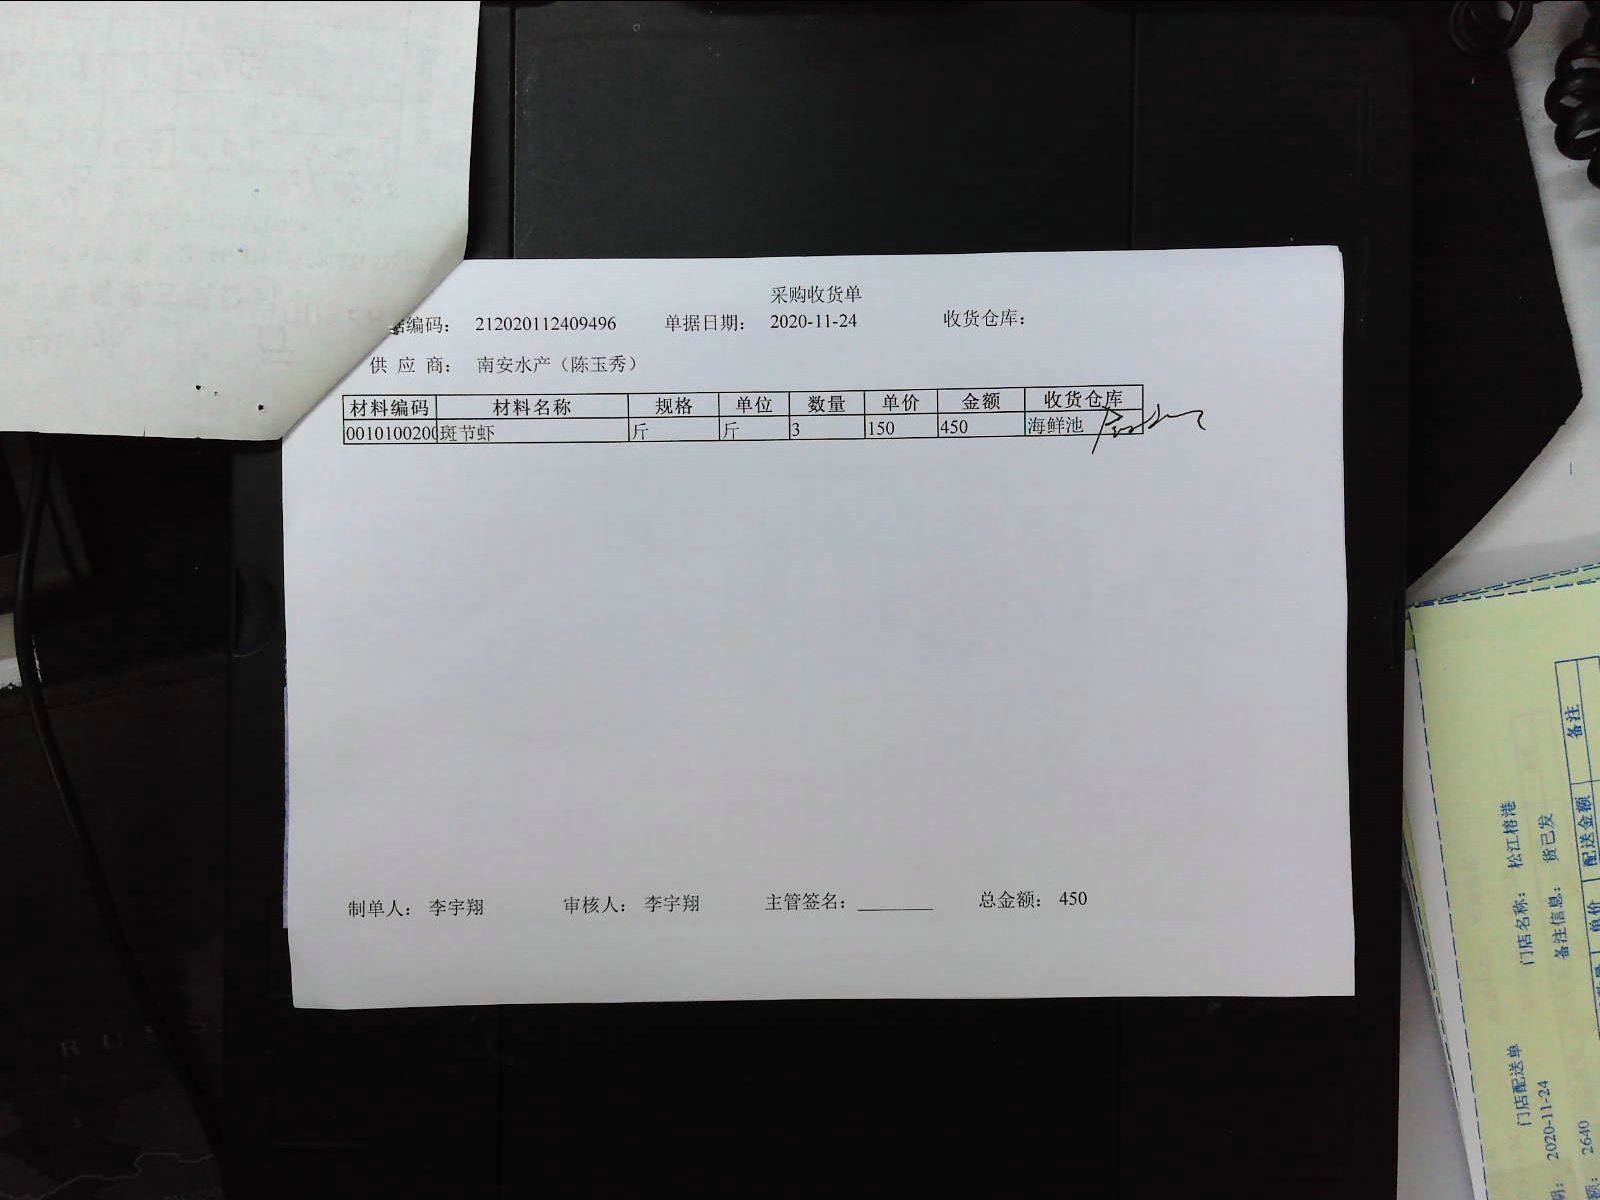 采购收货单
据编码： 212020112409496 单据日期： 2020-11-24 收货仓库：
供 应 商： 南安水产（陈玉秀）
材料编码 材料名称 规格 单位 数量 单价 金额 收货仓库
0010100200 斑节虾 斤 斤 3 150 450 海鲜池
制单人： 李宇翔 审核人： 李宇翔 主管签名：________ 总金额： 450
门店配送单
2020-11-24
2640
门店名称： 松江榕港
备注信息： 货已发
单价 配送金额 备注